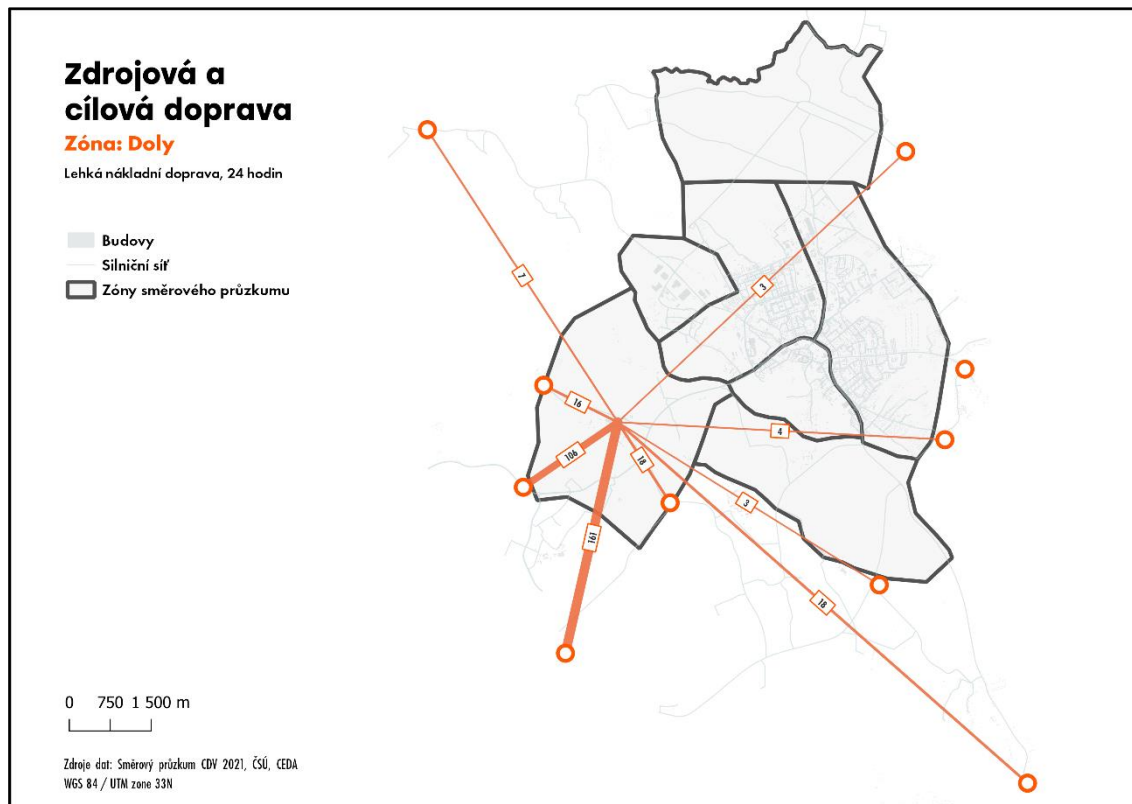 Zdrojová a
cílová doprava
Zóna: Doly
Lehká nákladní doprava, 24 hodin
Budovy
Silniční síť
Zóny směrového průzkumu
7
3
16
4
106
18
3
161
18
0 750 1 500 m
Zdroje dat: Směrový průzkum CDV 2021, ČSÚ, CEDA
WGS 84 / UTM zone 33N